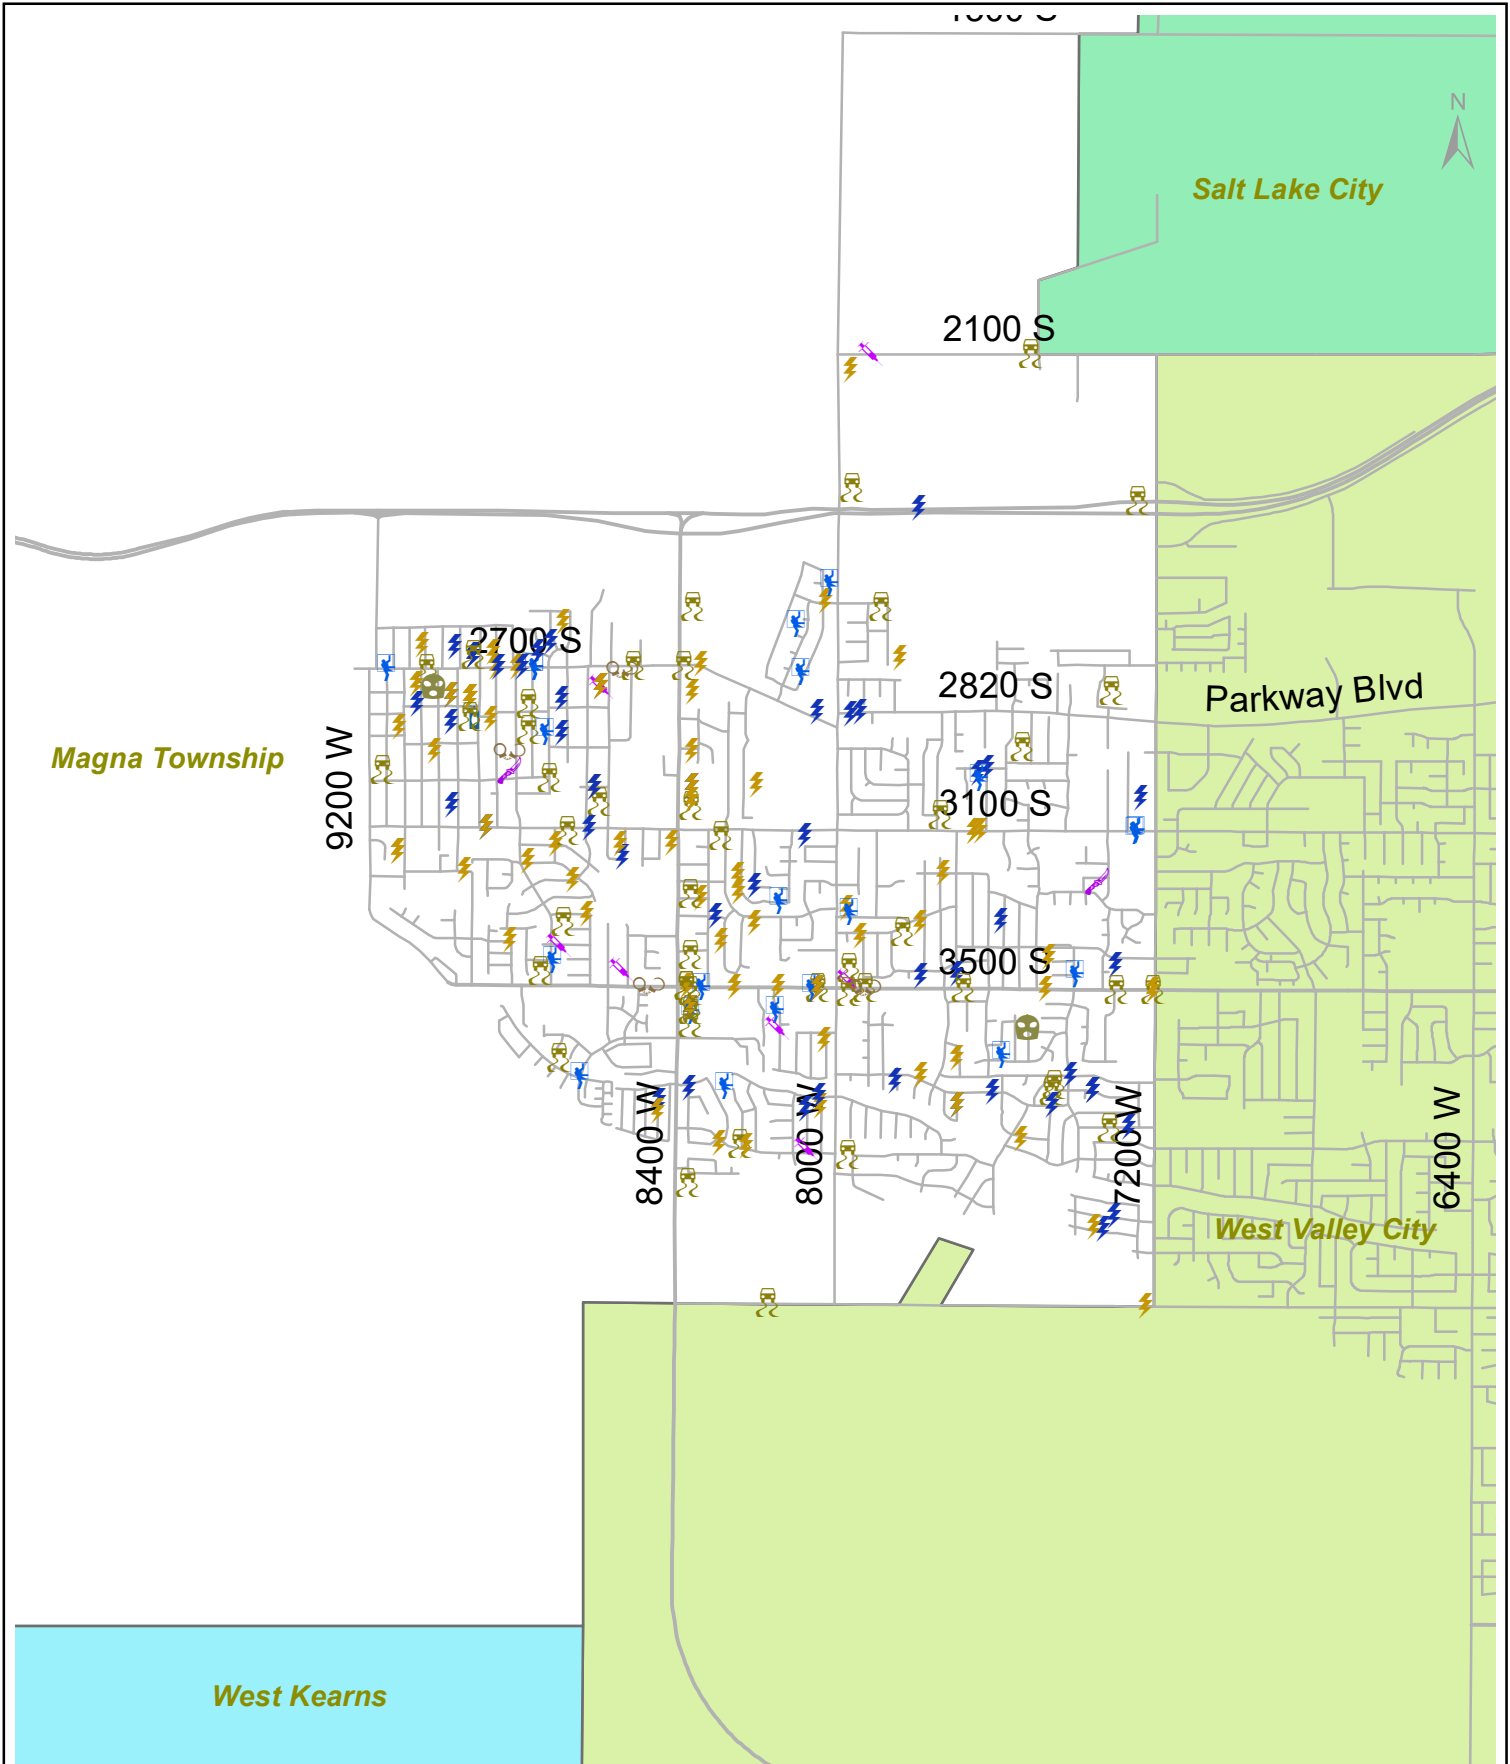 N
Salt Lake City
2100 S
2700 S
2820 S
Parkway Blvd
Magna Township
9200 W
3100 S
3500 S
8400 W
8000 W
7200 W
6400 W
West Valley City
West Kearns